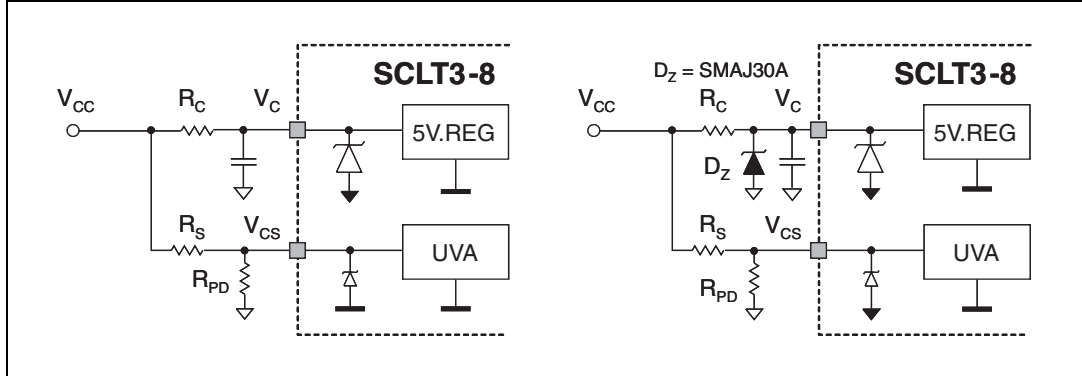 SCLT3-8
V_CC
R_C
V_C
5V.REG
R_S
V_CS
R_PD
UVA
D_Z = SMAJ30A
SCLT3-8
V_CC
R_C
V_C
5V.REG
D_Z
R_S
V_CS
R_PD
UVA